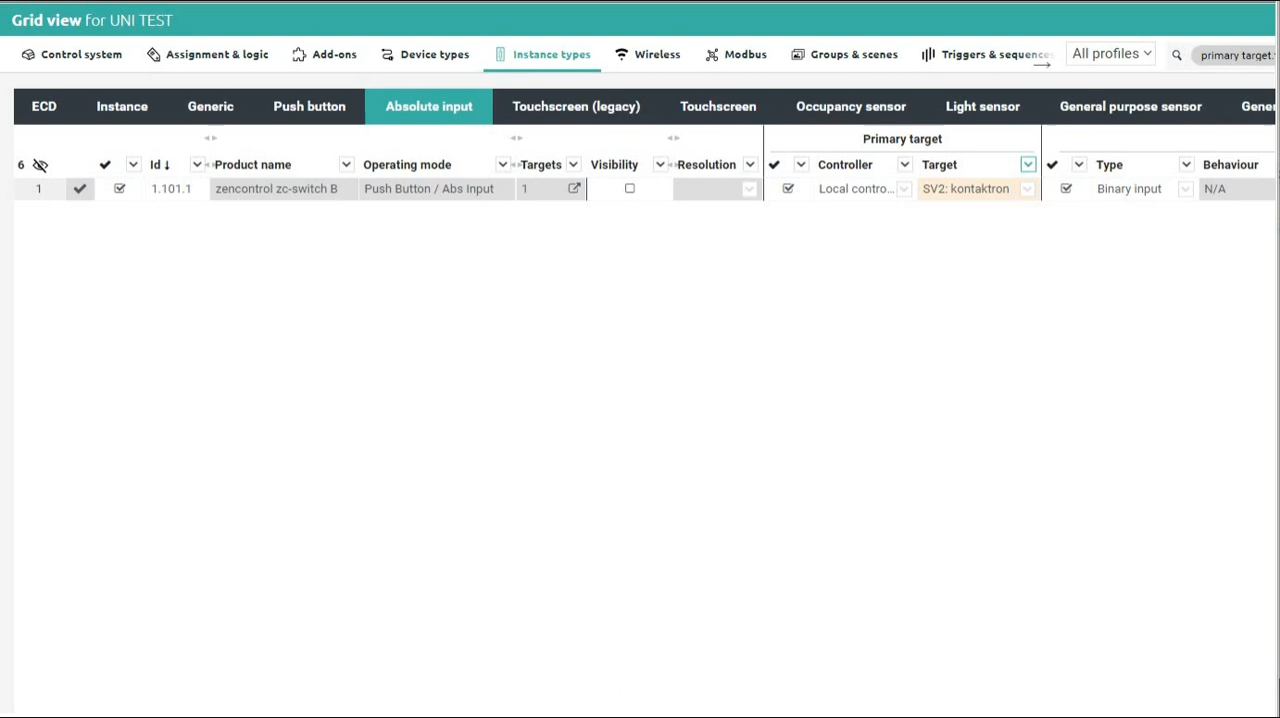 Grid view for UNI TEST
Control system Assignment & logic Add-ons Device types Instance types Wireless Modbus Groups & scenes Triggers & sequences All profiles primary target.
ECD Instance Generic Push button Absolute input Touchscreen (legacy) Touchscreen Occupancy sensor Light sensor General purpose sensor Gener
Primary target
6 Id ↓ Product name Operating mode Targets Visibility Resolution Controller Target Type Behaviour
1 1.101.1 zencontrol zc-switch B Push Button / Abs Input 1 Local contro... SV2: kontaktron Binary input N/A